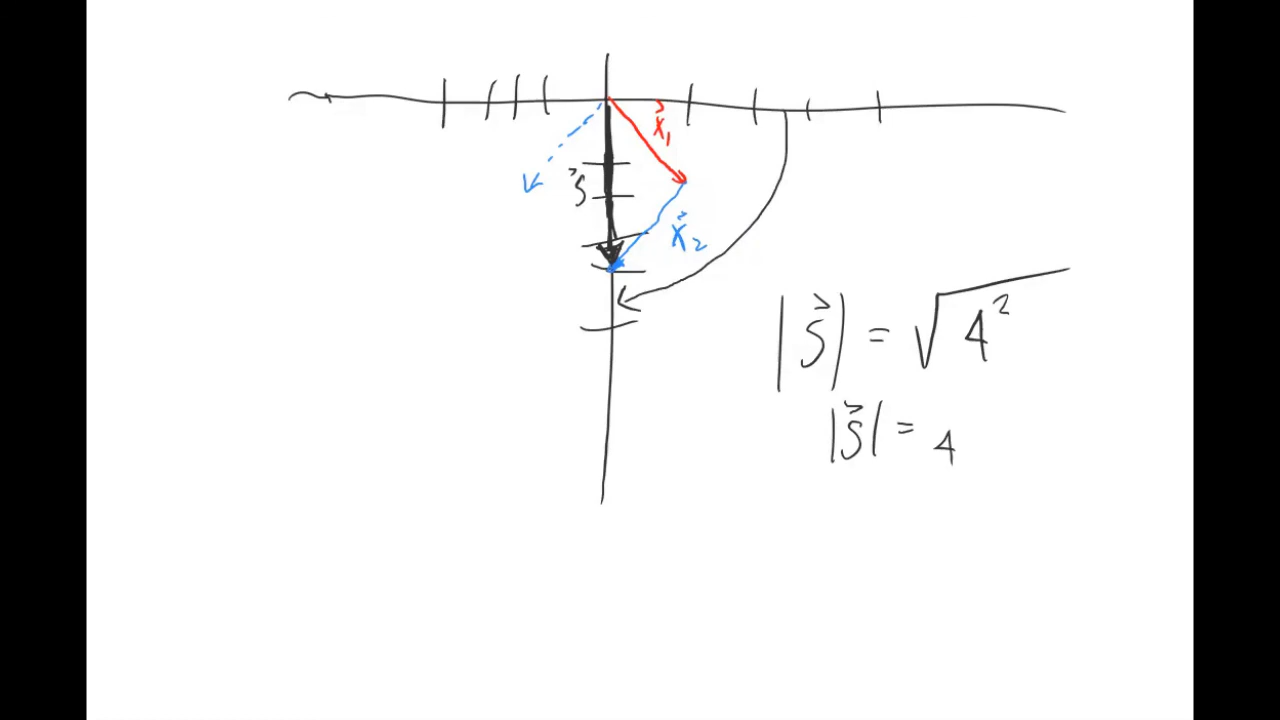 x⃗₁
s⃗
x⃗₂
|s⃗| = √4²
|s⃗| = 4